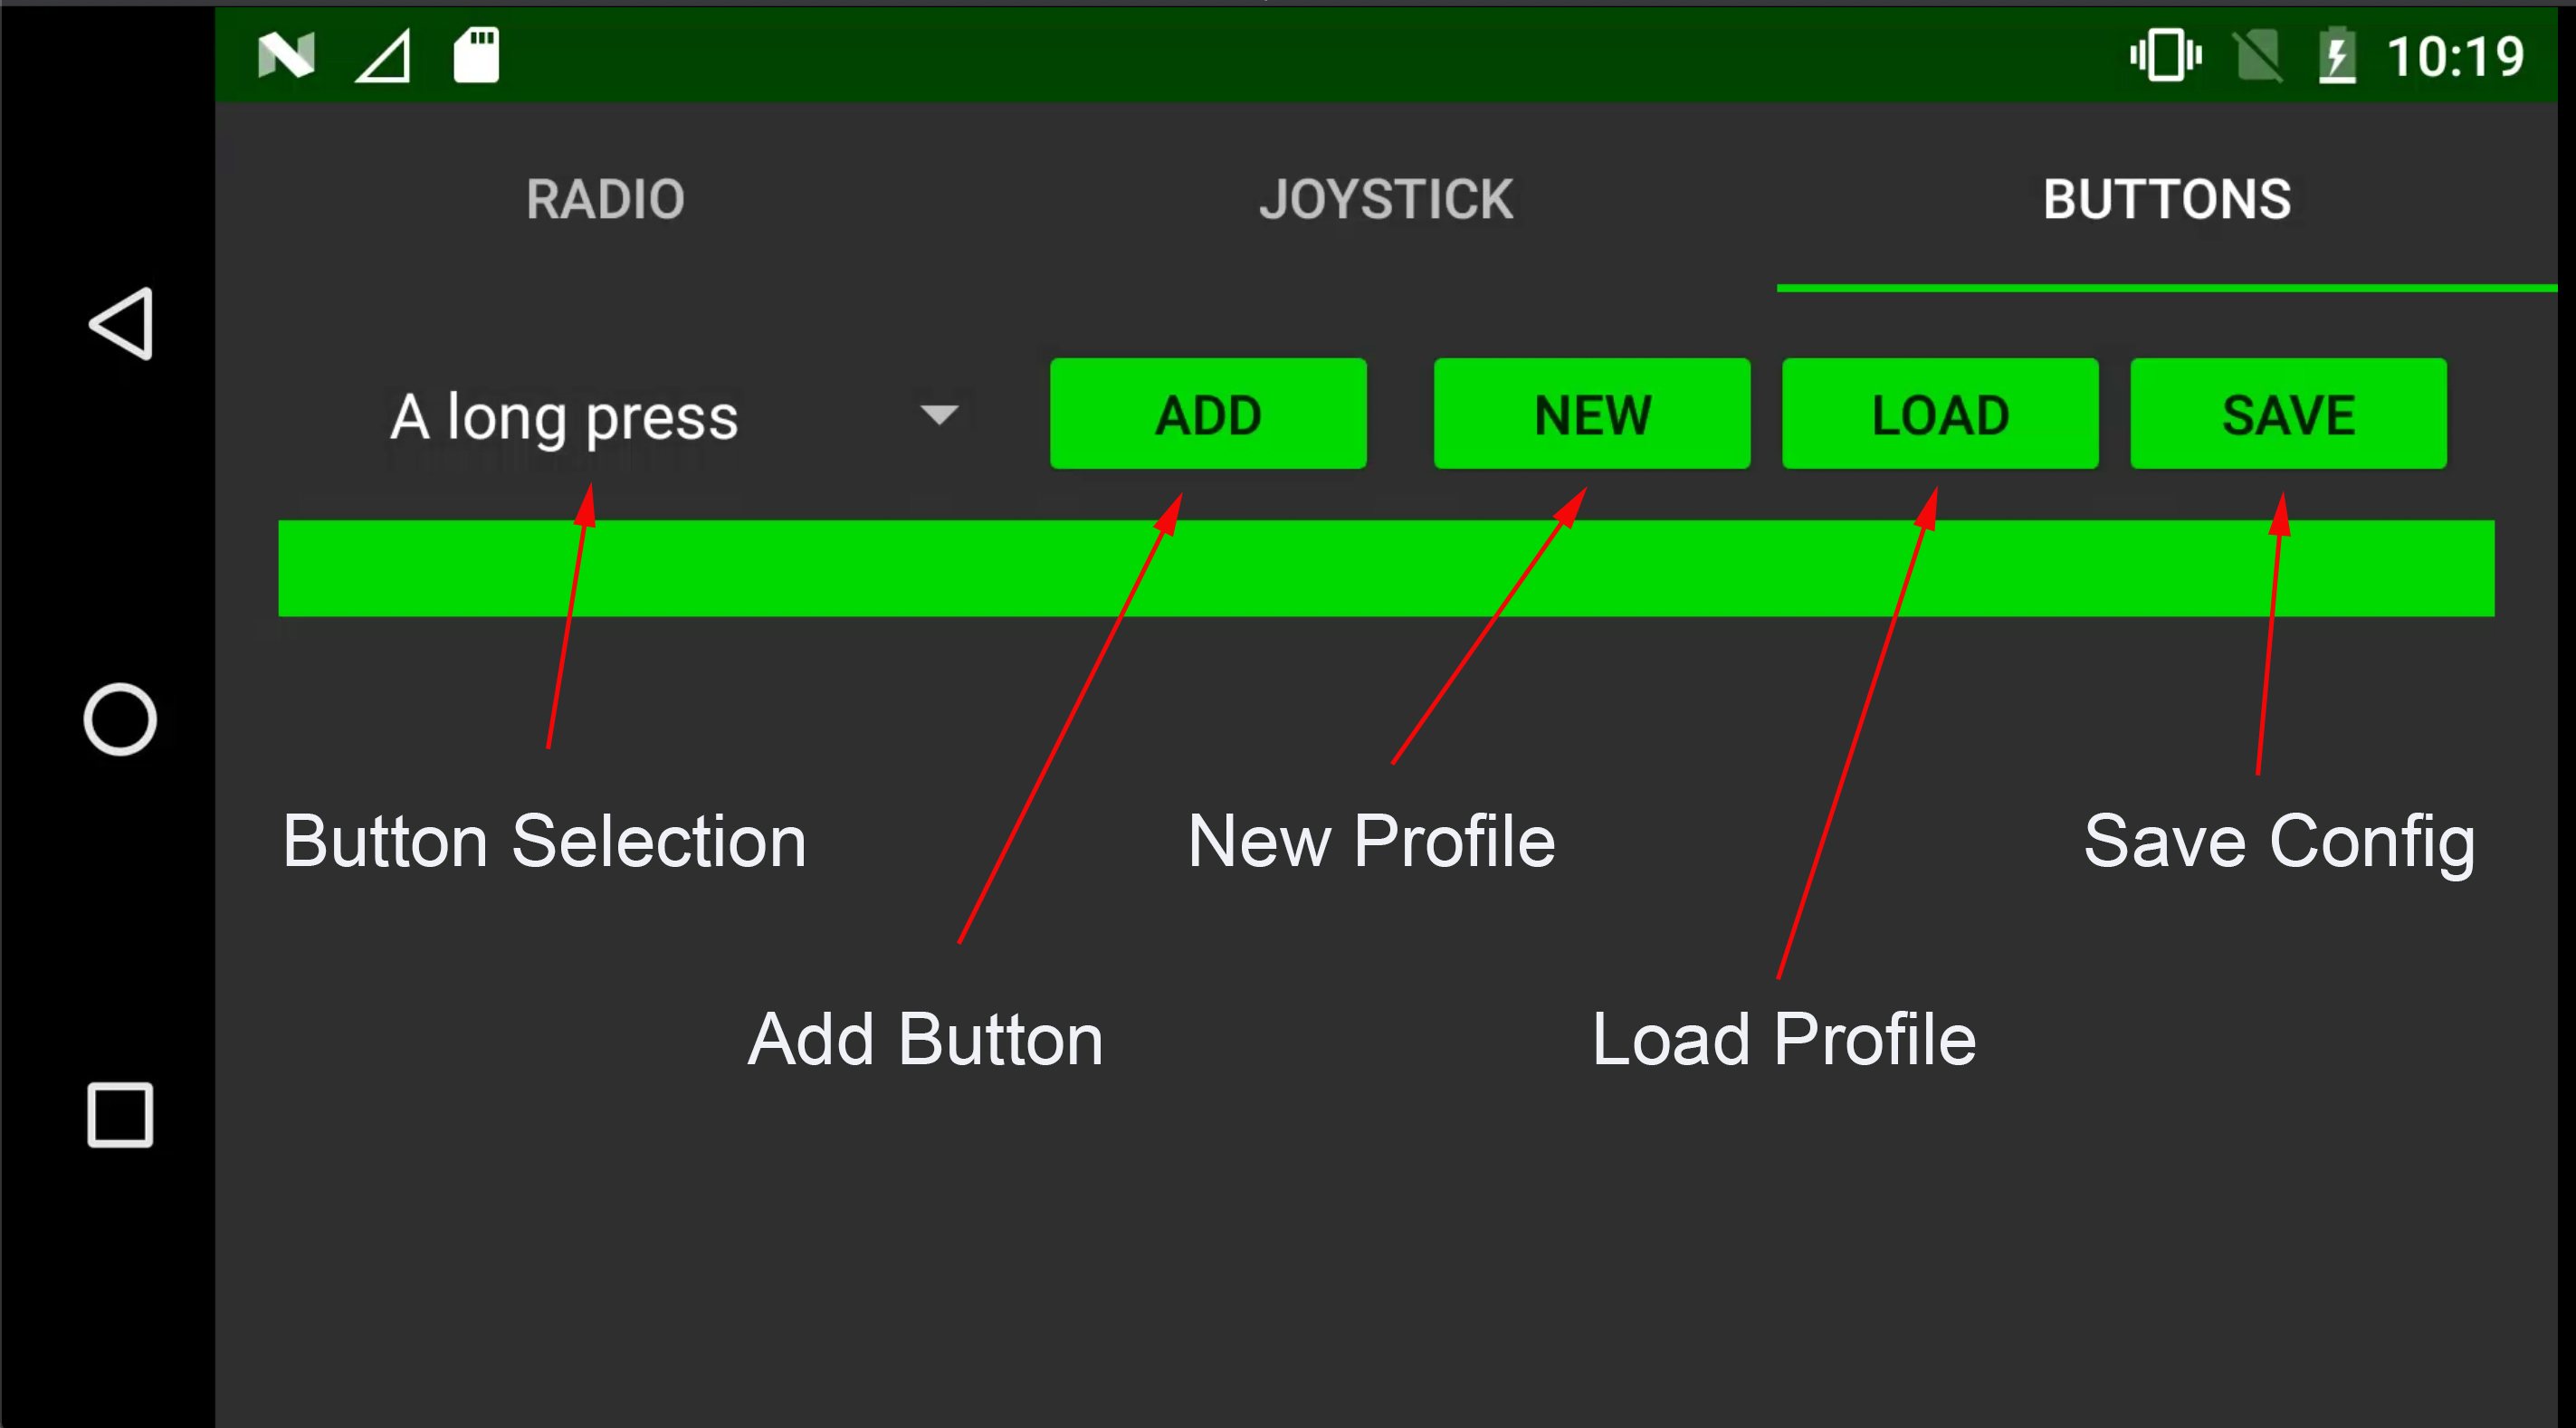 10:19
RADIO JOYSTICK BUTTONS
A long press ADD NEW LOAD SAVE
Button Selection New Profile Save Config
Add Button Load Profile